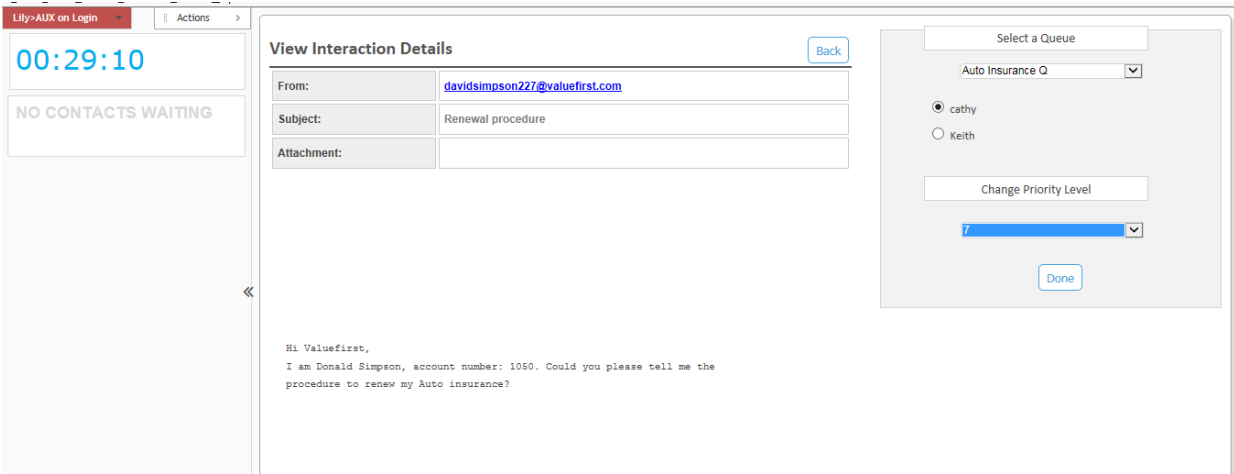 Lily>AUX on Login
Actions >
00:29:10
NO CONTACTS WAITING
View Interaction Details
Back
From: davidsimpson227@valuefirst.com
Subject: Renewal procedure
Attachment:
Select a Queue
Auto Insurance Q
cathy
Keith
Change Priority Level
7
Done
«
Hi Valuefirst,
I am Donald Simpson, account number: 1050. Could you please tell me the
procedure to renew my Auto insurance?